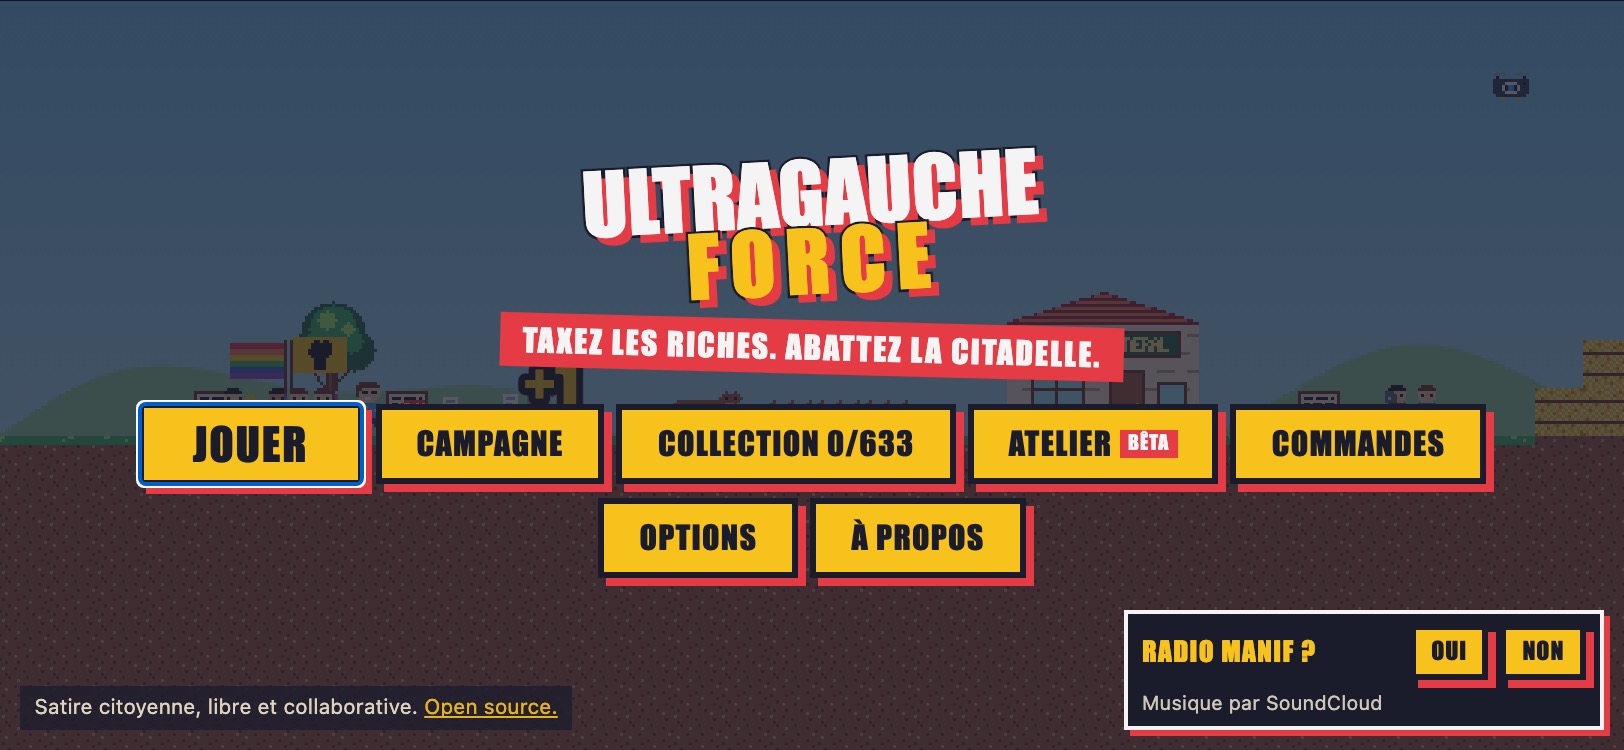 ULTRAGAUCHE
FORCE
TAXEZ LES RICHES. ABATTEZ LA CITADELLE.
JOUER
CAMPAGNE
COLLECTION 0/633
ATELIER BÊTA
COMMANDES
OPTIONS
À PROPOS
RADIO MANIF ?
OUI
NON
Musique par SoundCloud
Satire citoyenne, libre et collaborative. Open source.